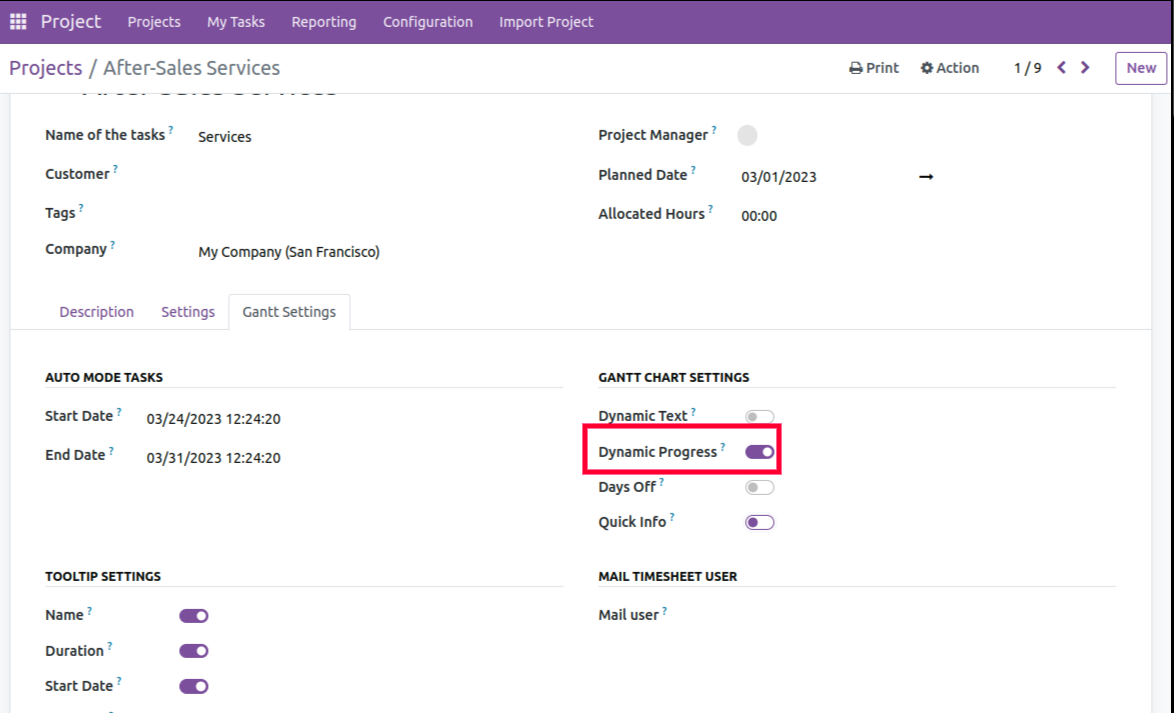 Project Projects My Tasks Reporting Configuration Import Project
Projects / After-Sales Services Print Action 1 / 9 New
After-Sales Services
Name of the tasks ? Services
Project Manager ?
Customer ?
Planned Date ? 03/01/2023 →
Tags ?
Allocated Hours ? 00:00
Company ? My Company (San Francisco)
Description Settings Gantt Settings
AUTO MODE TASKS
Start Date ? 03/24/2023 12:24:20
End Date ? 03/31/2023 12:24:20
GANTT CHART SETTINGS
Dynamic Text ?
Dynamic Progress ?
Days Off ?
Quick Info ?
TOOLTIP SETTINGS
Name ?
Duration ?
Start Date ?
MAIL TIMESHEET USER
Mail user ?